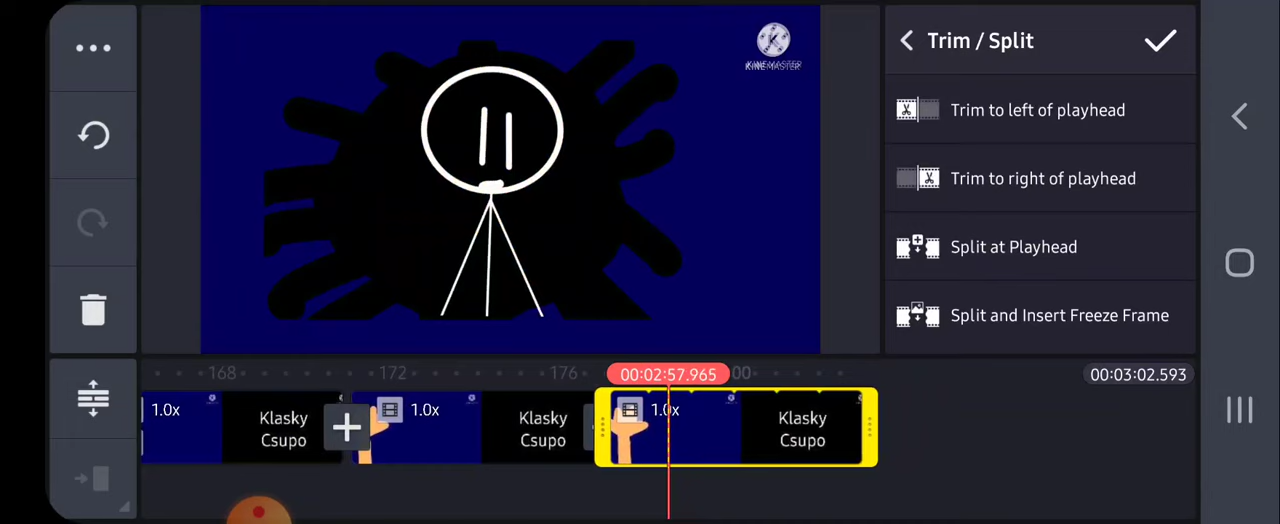 KINEMASTER
Trim / Split
Trim to left of playhead
Trim to right of playhead
Split at Playhead
Split and Insert Freeze Frame
168
172
176
00:02:57.965
00
00:03:02.593
1.0x
Klasky
Csupo
1.0x
Klasky
Csupo
1.0x
Klasky
Csupo